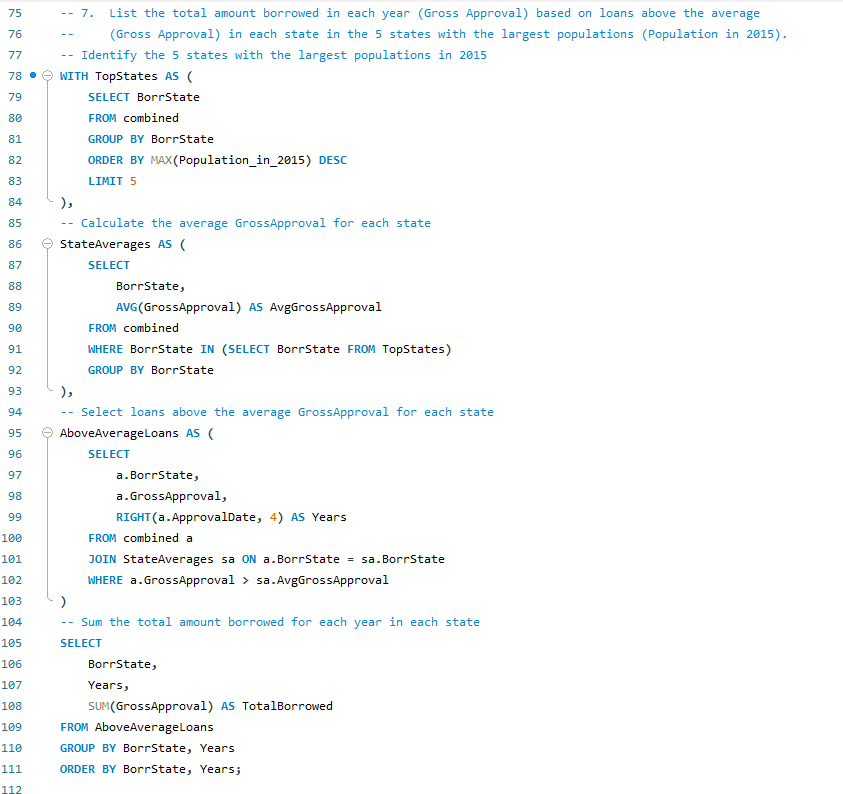 75 -- 7.  List the total amount borrowed in each year (Gross Approval) based on loans above the average
76 --     (Gross Approval) in each state in the 5 states with the largest populations (Population in 2015).
77 -- Identify the 5 states with the largest populations in 2015
78 WITH TopStates AS (
79     SELECT BorrState
80     FROM combined
81     GROUP BY BorrState
82     ORDER BY MAX(Population_in_2015) DESC
83     LIMIT 5
84 ),
85 -- Calculate the average GrossApproval for each state
86 StateAverages AS (
87     SELECT
88         BorrState,
89         AVG(GrossApproval) AS AvgGrossApproval
90     FROM combined
91     WHERE BorrState IN (SELECT BorrState FROM TopStates)
92     GROUP BY BorrState
93 ),
94 -- Select loans above the average GrossApproval for each state
95 AboveAverageLoans AS (
96     SELECT
97         a.BorrState,
98         a.GrossApproval,
99         RIGHT(a.ApprovalDate, 4) AS Years
100     FROM combined a
101     JOIN StateAverages sa ON a.BorrState = sa.BorrState
102     WHERE a.GrossApproval > sa.AvgGrossApproval
103 )
104 -- Sum the total amount borrowed for each year in each state
105 SELECT
106     BorrState,
107     Years,
108     SUM(GrossApproval) AS TotalBorrowed
109 FROM AboveAverageLoans
110 GROUP BY BorrState, Years
111 ORDER BY BorrState, Years;
112